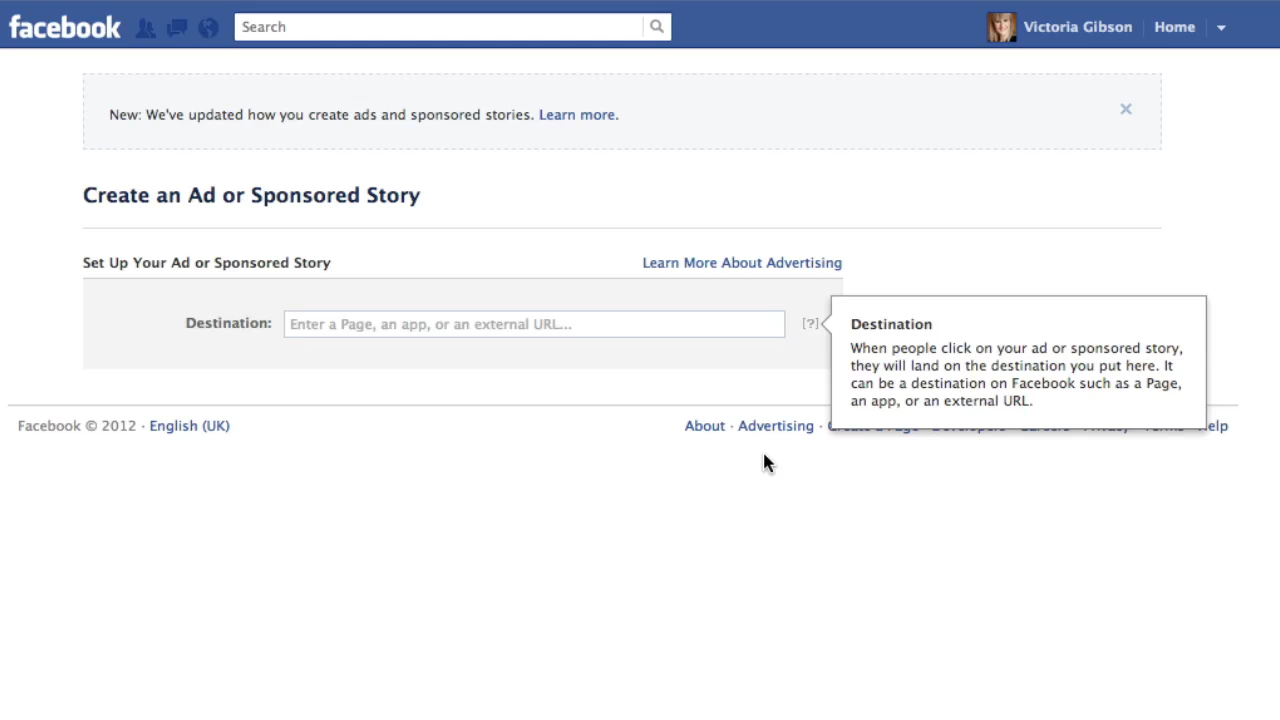 facebook
Search
Victoria Gibson
Home
New: We've updated how you create ads and sponsored stories. Learn more.
Create an Ad or Sponsored Story
Set Up Your Ad or Sponsored Story
Learn More About Advertising
Destination:
Enter a Page, an app, or an external URL...
[?]
Destination
When people click on your ad or sponsored story,
they will land on the destination you put here. It
can be a destination on Facebook such as a Page,
an app, or an external URL.
Facebook © 2012 · English (UK)
About · Advertising ·